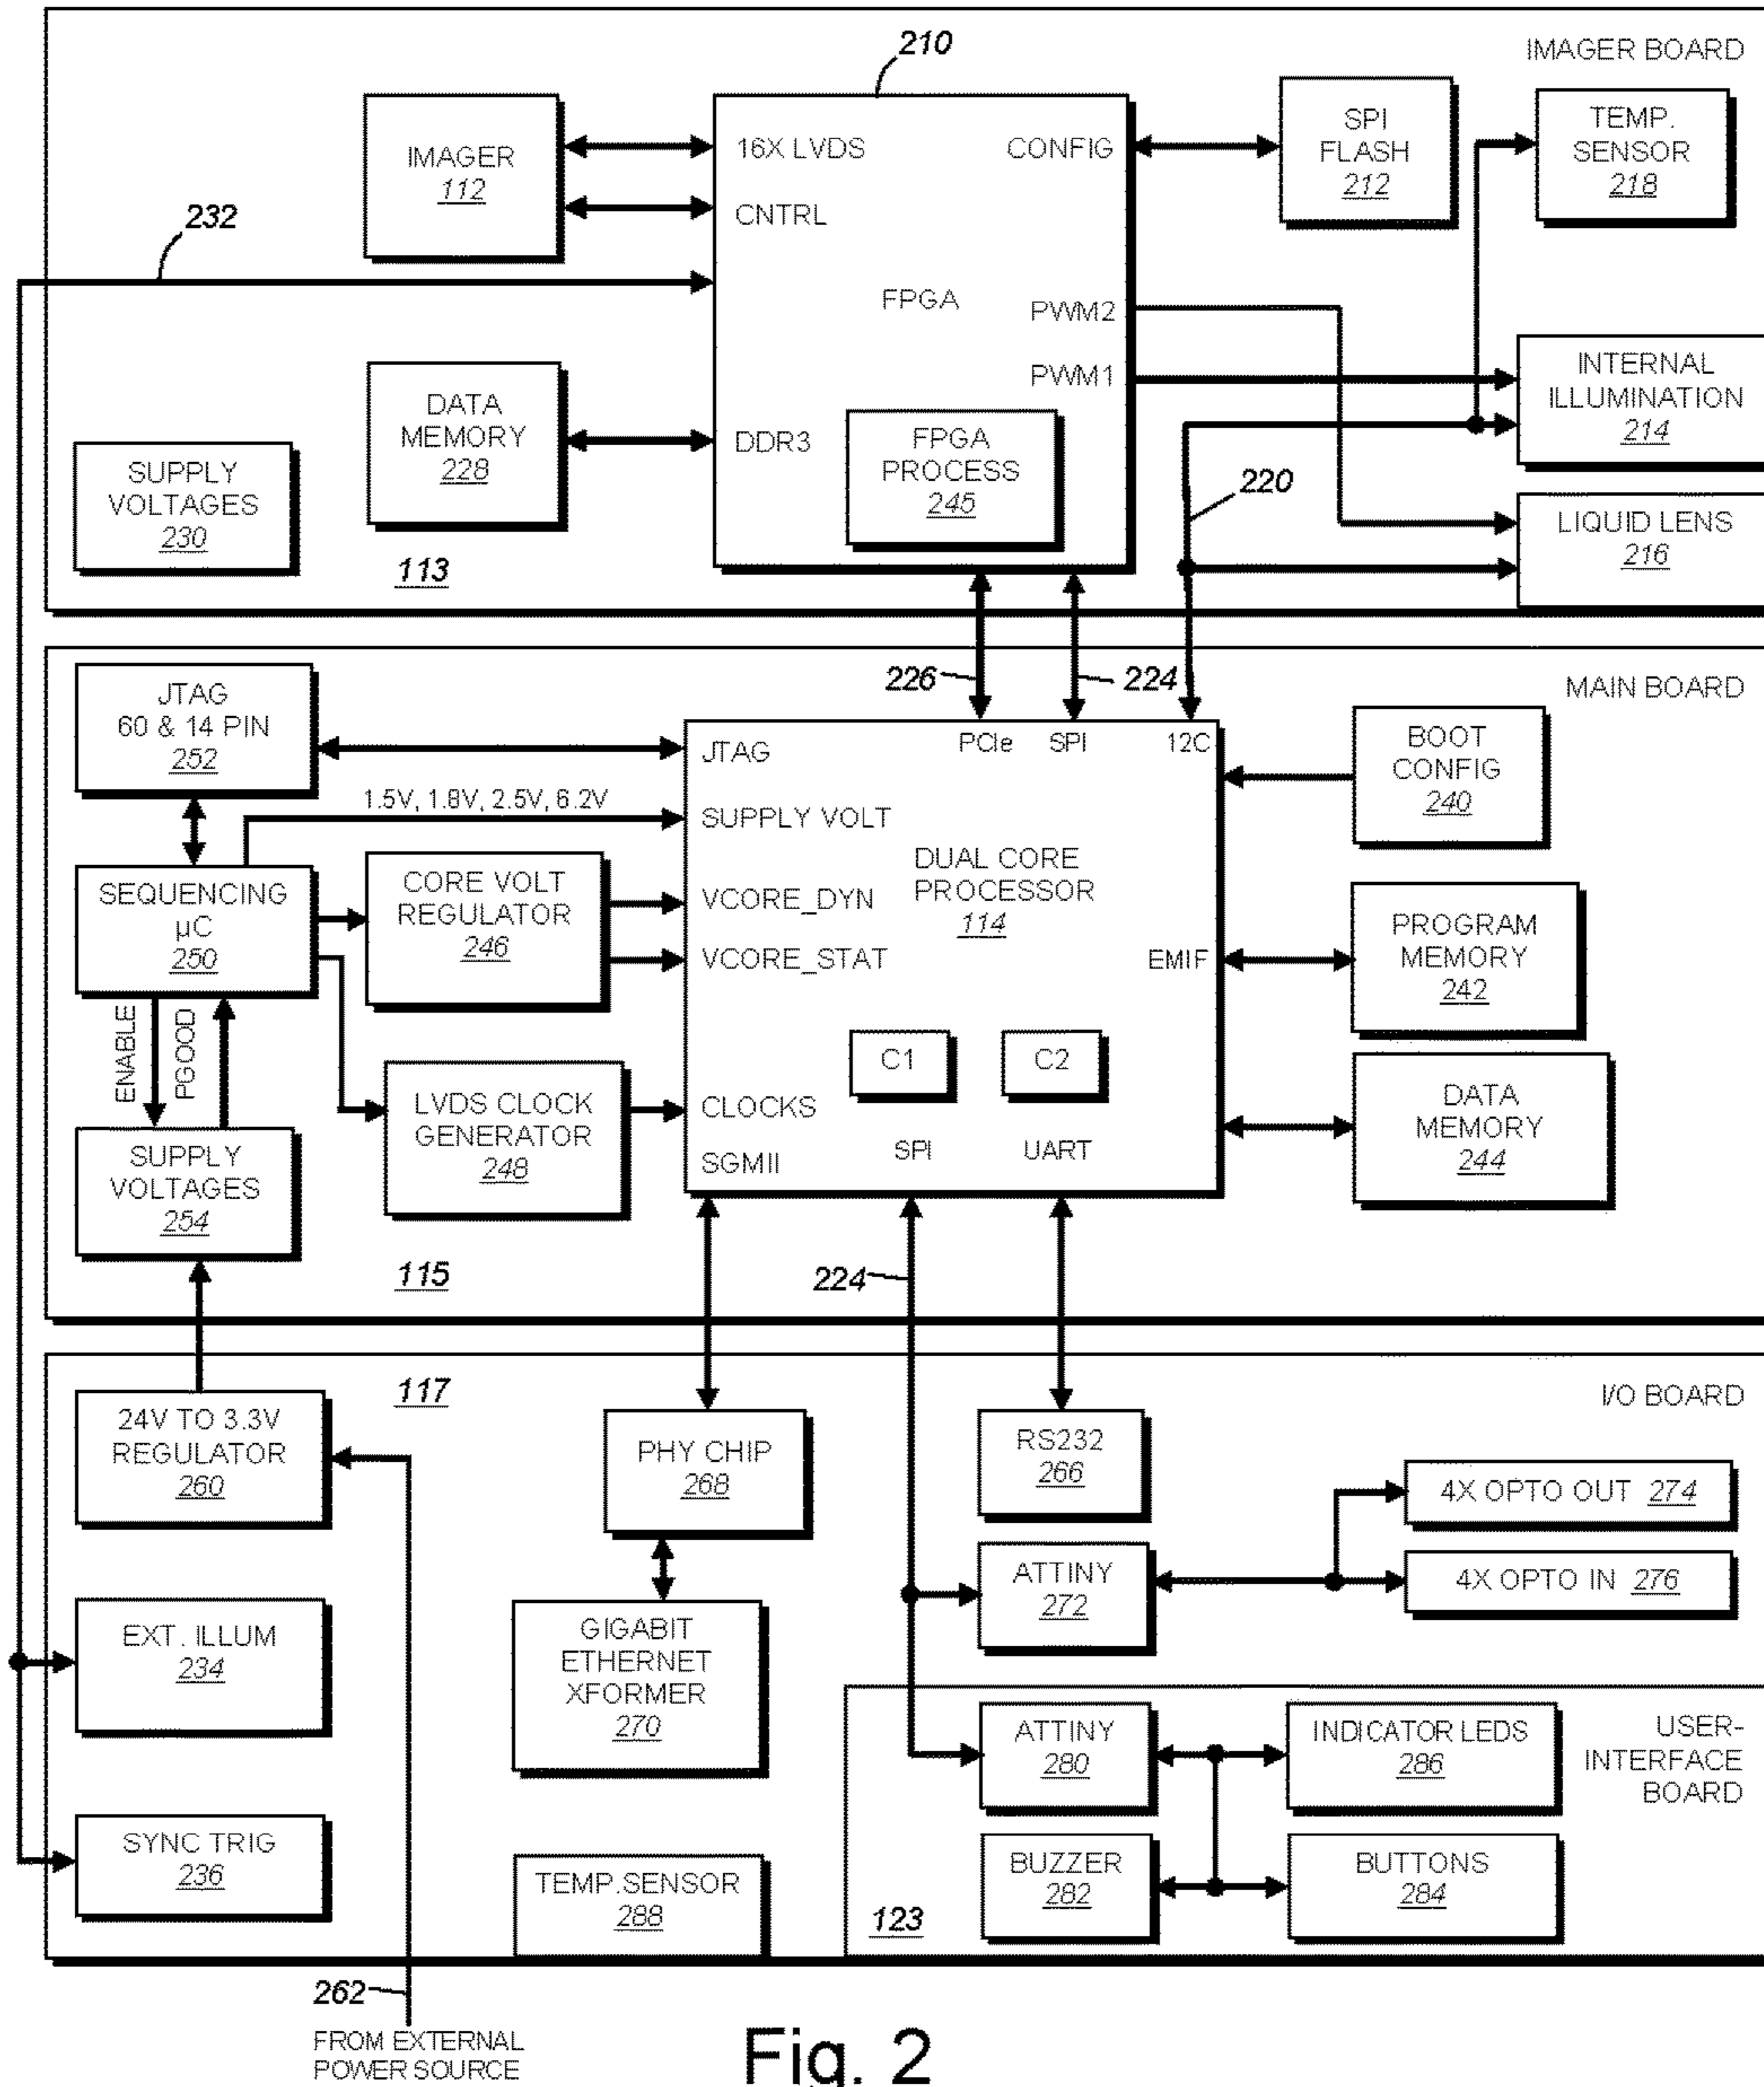 210
IMAGER BOARD
IMAGER
112
16X LVDS
CNTRL
CONFIG
SPI
FLASH
212
TEMP.
SENSOR
218
232
FPGA
PWM2
PWM1
INTERNAL
ILLUMINATION
214
DATA
MEMORY
228
DDR3
FPGA
PROCESS
245
SUPPLY
VOLTAGES
230
220
LIQUID LENS
216
113
226
224
MAIN BOARD
JTAG
60 & 14 PIN
252
JTAG
PCIe
SPI
12C
BOOT
CONFIG
240
1.5V, 1.8V, 2.5V, 6.2V
SUPPLY VOLT
SEQUENCING
µC
250
CORE VOLT
REGULATOR
246
VCORE_DYN
VCORE_STAT
DUAL CORE
PROCESSOR
114
EMIF
PROGRAM
MEMORY
242
ENABLE
PGOOD
C1
C2
LVDS CLOCK
GENERATOR
248
CLOCKS
SGMII
SPI
UART
DATA
MEMORY
244
SUPPLY
VOLTAGES
254
115
224
117
I/O BOARD
24V TO 3.3V
REGULATOR
260
PHY CHIP
268
RS232
266
4X OPTO OUT 274
ATTINY
272
4X OPTO IN 276
EXT. ILLUM
234
GIGABIT
ETHERNET
XFORMER
270
ATTINY
280
INDICATOR LEDS
286
USER-
INTERFACE
BOARD
SYNC TRIG
236
TEMP.SENSOR
288
BUZZER
282
BUTTONS
284
123
262
FROM EXTERNAL
POWER SOURCE
Fig. 2